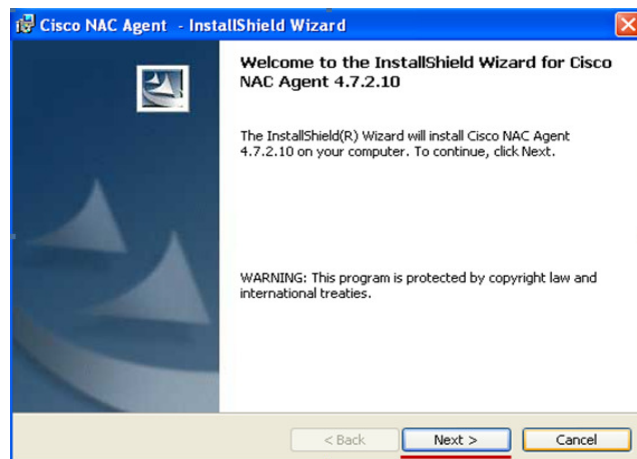 Cisco NAC Agent - InstallShield Wizard
Welcome to the InstallShield Wizard for Cisco
NAC Agent 4.7.2.10
The InstallShield(R) Wizard will install Cisco NAC Agent
4.7.2.10 on your computer. To continue, click Next.
WARNING: This program is protected by copyright law and
international treaties.
< Back Next > Cancel